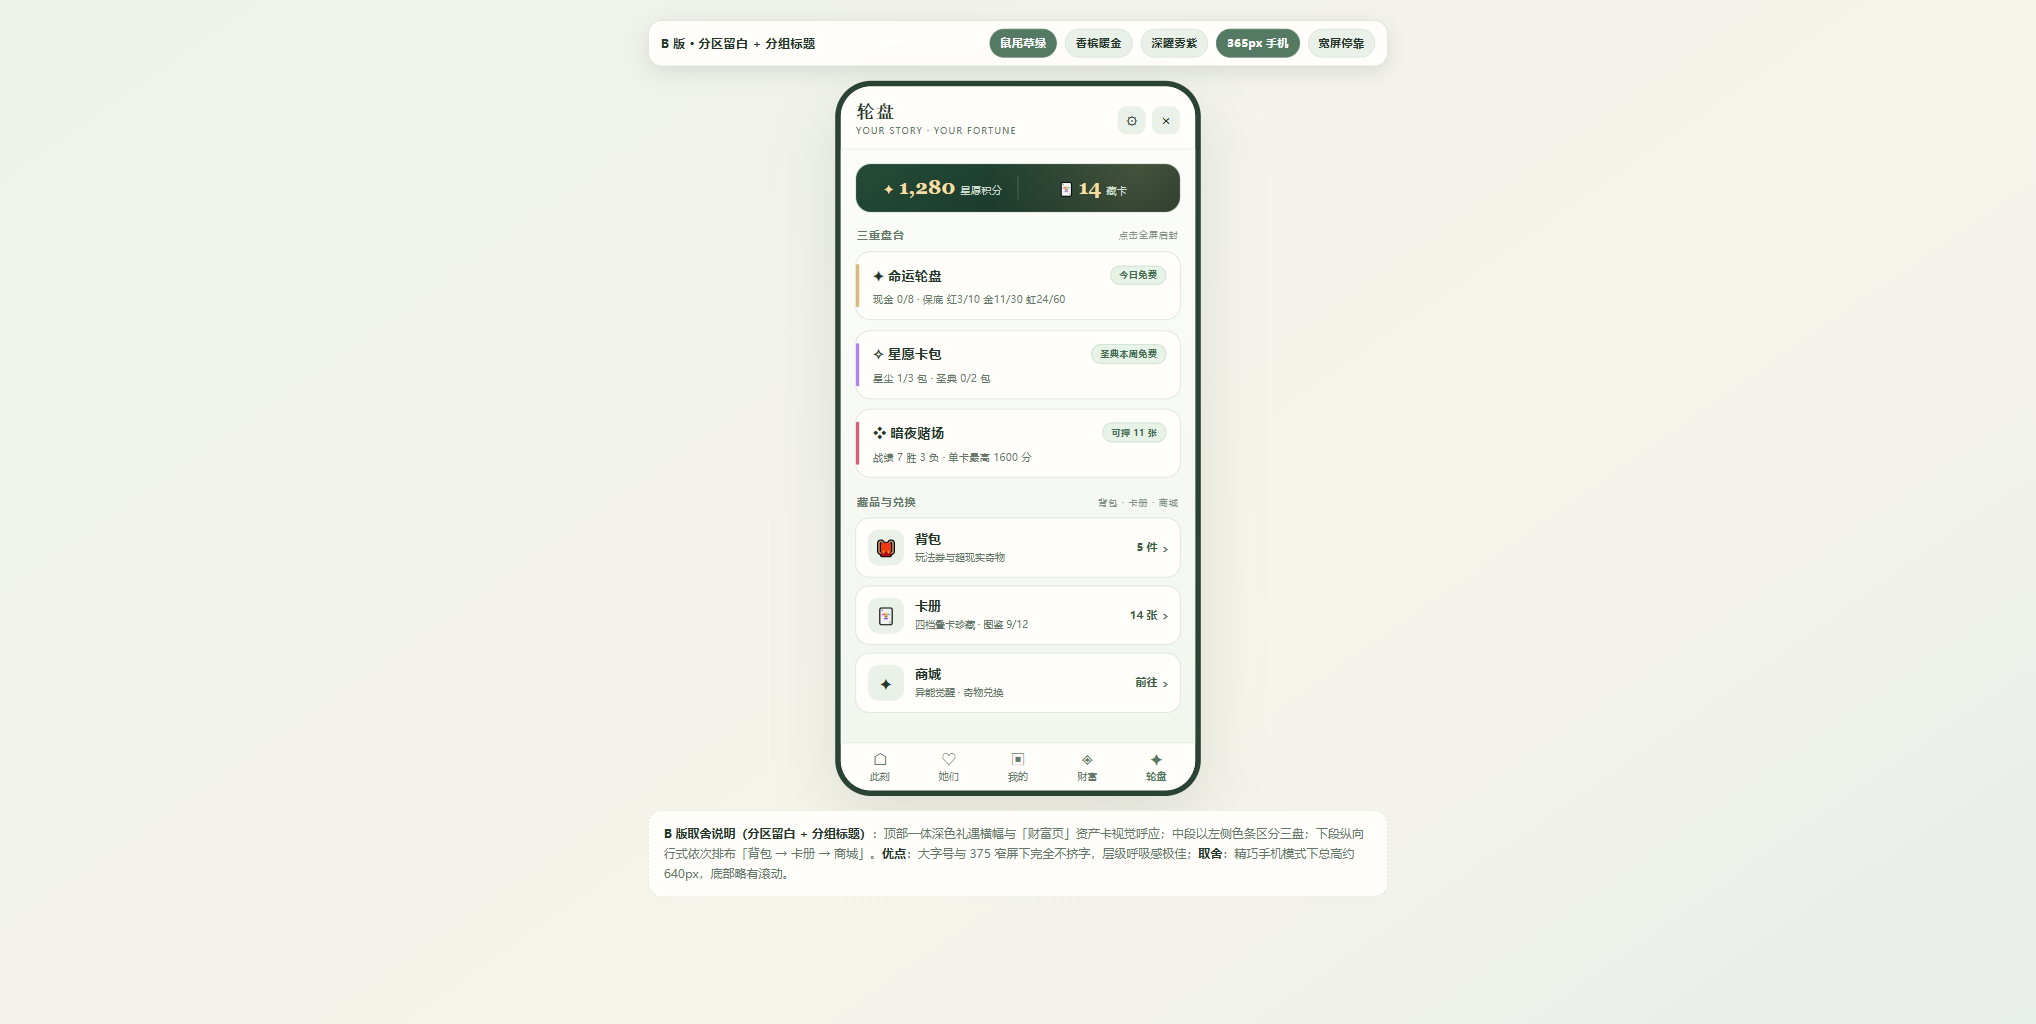 B 版 • 分区留白 + 分组标题
鼠尾草绿
香槟暖金
深曜雾紫
365px 手机
宽屏停靠
轮盘
YOUR STORY · YOUR FORTUNE
✦ 1,280 星愿积分
14 藏卡
三重盘台
点击全屏启封
✦ 命运轮盘
今日免费
现金 0/8 · 保底 红3/10 金11/30 虹24/60
✧ 星愿卡包
圣典本周免费
星尘 1/3 包 · 圣典 0/2 包
❖ 暗夜赌场
可押 11 张
战绩 7 胜 3 负 · 单卡最高 1600 分
藏品与兑换
背包 · 卡册 · 商城
背包
玩法券与超现实奇物
5 件 ›
卡册
四档叠卡珍藏 · 图鉴 9/12
14 张 ›
商城
异能觉醒 · 奇物兑换
前往 ›
此刻
她们
我的
财富
轮盘
B 版取舍说明（分区留白 + 分组标题）：顶部一体深色礼遇横幅与「财富页」资产卡视觉呼应；中段以左侧色条区分三盘；下段纵向
行式依次排布「背包 → 卡册 → 商城」。优点：大字号与 375 窄屏下完全不挤字，层级呼吸感极佳；取舍：精巧手机模式下总高约
640px，底部略有滚动。